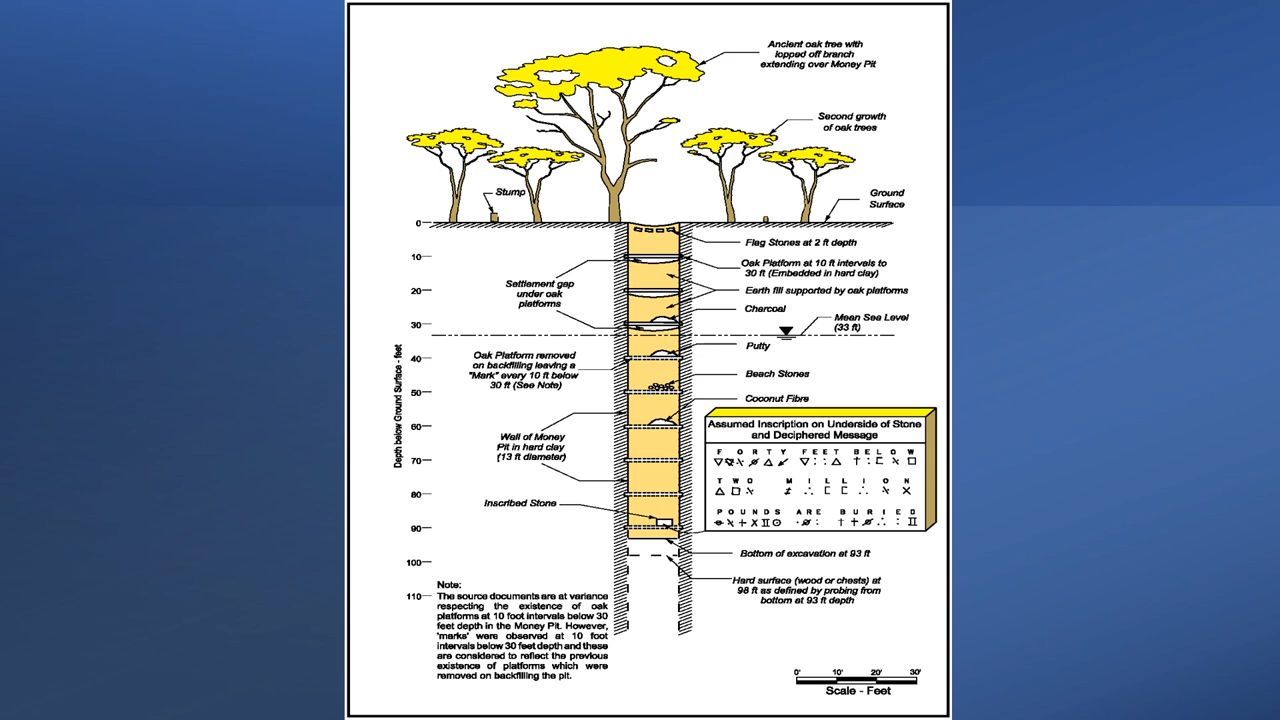 Ancient oak tree with
lopped off branch
extending over Money Pit
Second growth
of oak trees
Stump
Ground
Surface
0
Flag Stones at 2 ft depth
10
Oak Platform at 10 ft intervals to
30 ft (Embedded in hard clay)
Settlement gap
under oak
platforms
20
Earth fill supported by oak platforms
Charcoal
30
Mean Sea Level
(33 ft)
Putty
40
Oak Platform removed
on backfilling leaving a
"Mark" every 10 ft below
30 ft (See Note)
Beach Stones
50
Coconut Fibre
60
Depth below Ground Surface - feet
Wall of Money
Pit in hard clay
(13 ft diameter)
70
80
Inscribed Stone
90
Assumed Inscription on Underside of Stone
and Deciphered Message
F O R T Y F E E T B E L O W
T W O M I L L I O N
P O U N D S A R E B U R I E D
Bottom of excavation at 93 ft
100
Hard surface (wood or chests) at
98 ft as defined by probing from
bottom at 93 ft depth
110
Note:
The source documents are at variance
respecting the existence of oak
platforms at 10 foot intervals below 30
feet depth in the Money Pit. However,
'marks' were observed at 10 foot
intervals below 30 feet depth and these
are considered to reflect the previous
existence of platforms which were
removed on backfilling the pit.
0' 10' 20' 30'
Scale - Feet